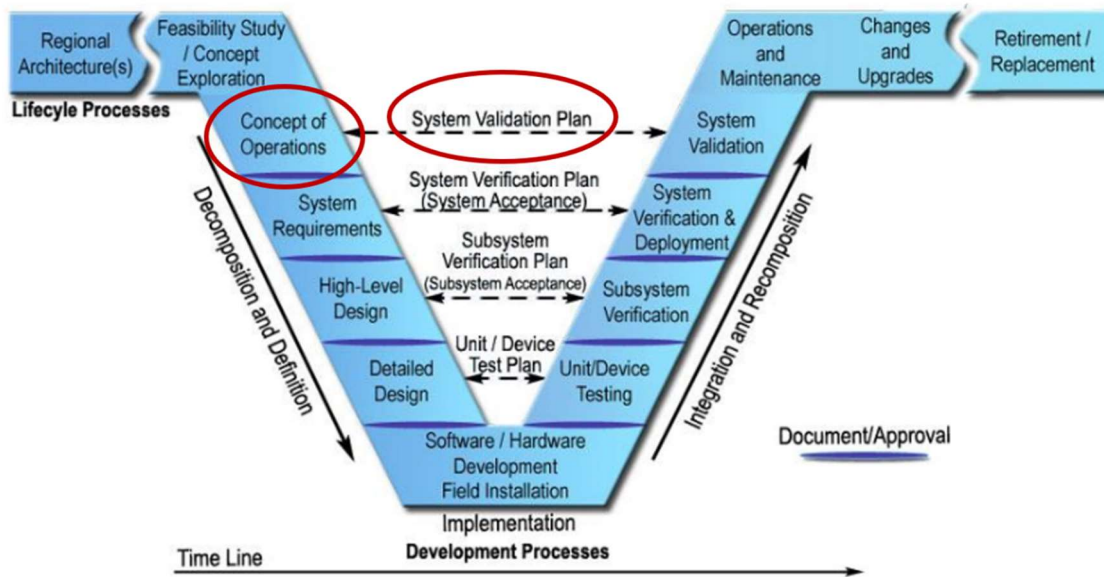 Regional
Architecture(s)
Feasibility Study
/ Concept
Exploration
Operations
and
Maintenance
Changes
and
Upgrades
Retirement /
Replacement
Lifecyle Processes
Concept of
Operations
System Validation Plan
System
Validation
System
Requirements
System Verification Plan
(System Acceptance)
System
Verification &
Deployment
High-Level
Design
Subsystem
Verification Plan
(Subsystem Acceptance)
Subsystem
Verification
Detailed
Design
Unit / Device
Test Plan
Unit/Device
Testing
Decomposition and Definition
Integration and Recomposition
Software / Hardware
Development
Field Installation
Document/Approval
Implementation
Development Processes
Time Line